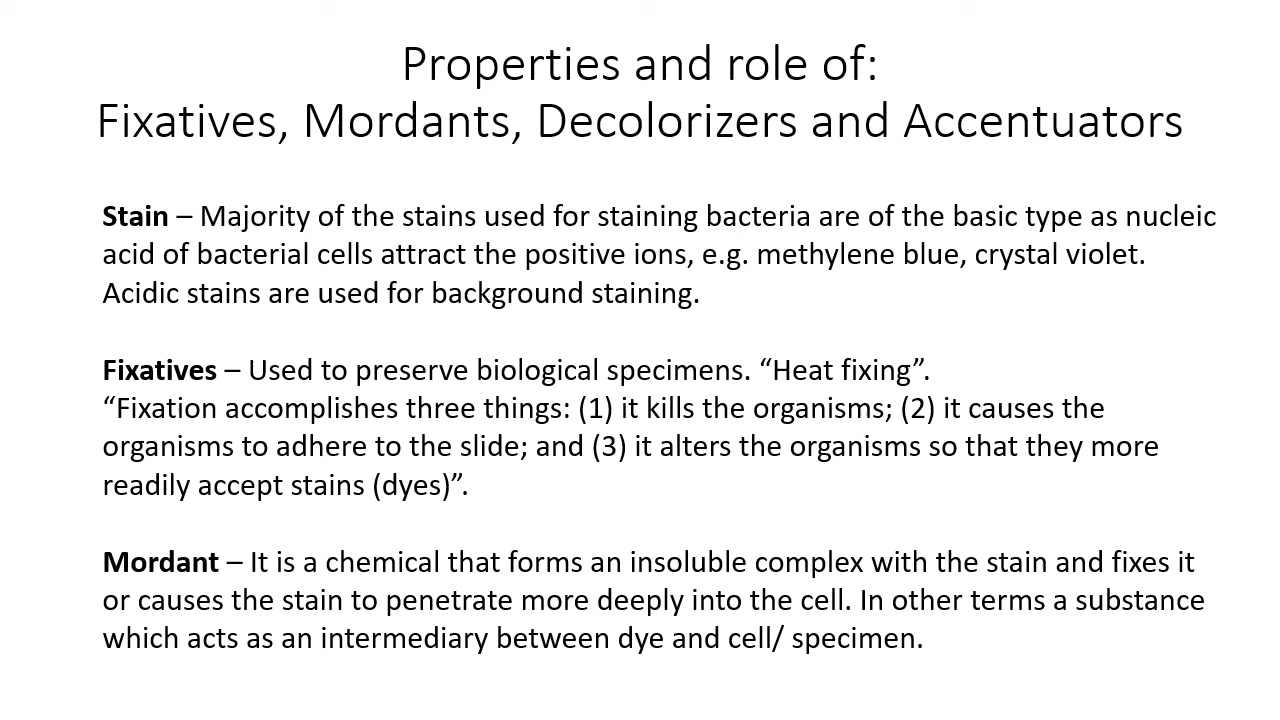 Properties and role of:
Fixatives, Mordants, Decolorizers and Accentuators
Stain – Majority of the stains used for staining bacteria are of the basic type as nucleic
acid of bacterial cells attract the positive ions, e.g. methylene blue, crystal violet.
Acidic stains are used for background staining.
Fixatives – Used to preserve biological specimens. “Heat fixing”.
“Fixation accomplishes three things: (1) it kills the organisms; (2) it causes the
organisms to adhere to the slide; and (3) it alters the organisms so that they more
readily accept stains (dyes)”.
Mordant – It is a chemical that forms an insoluble complex with the stain and fixes it
or causes the stain to penetrate more deeply into the cell. In other terms a substance
which acts as an intermediary between dye and cell/ specimen.